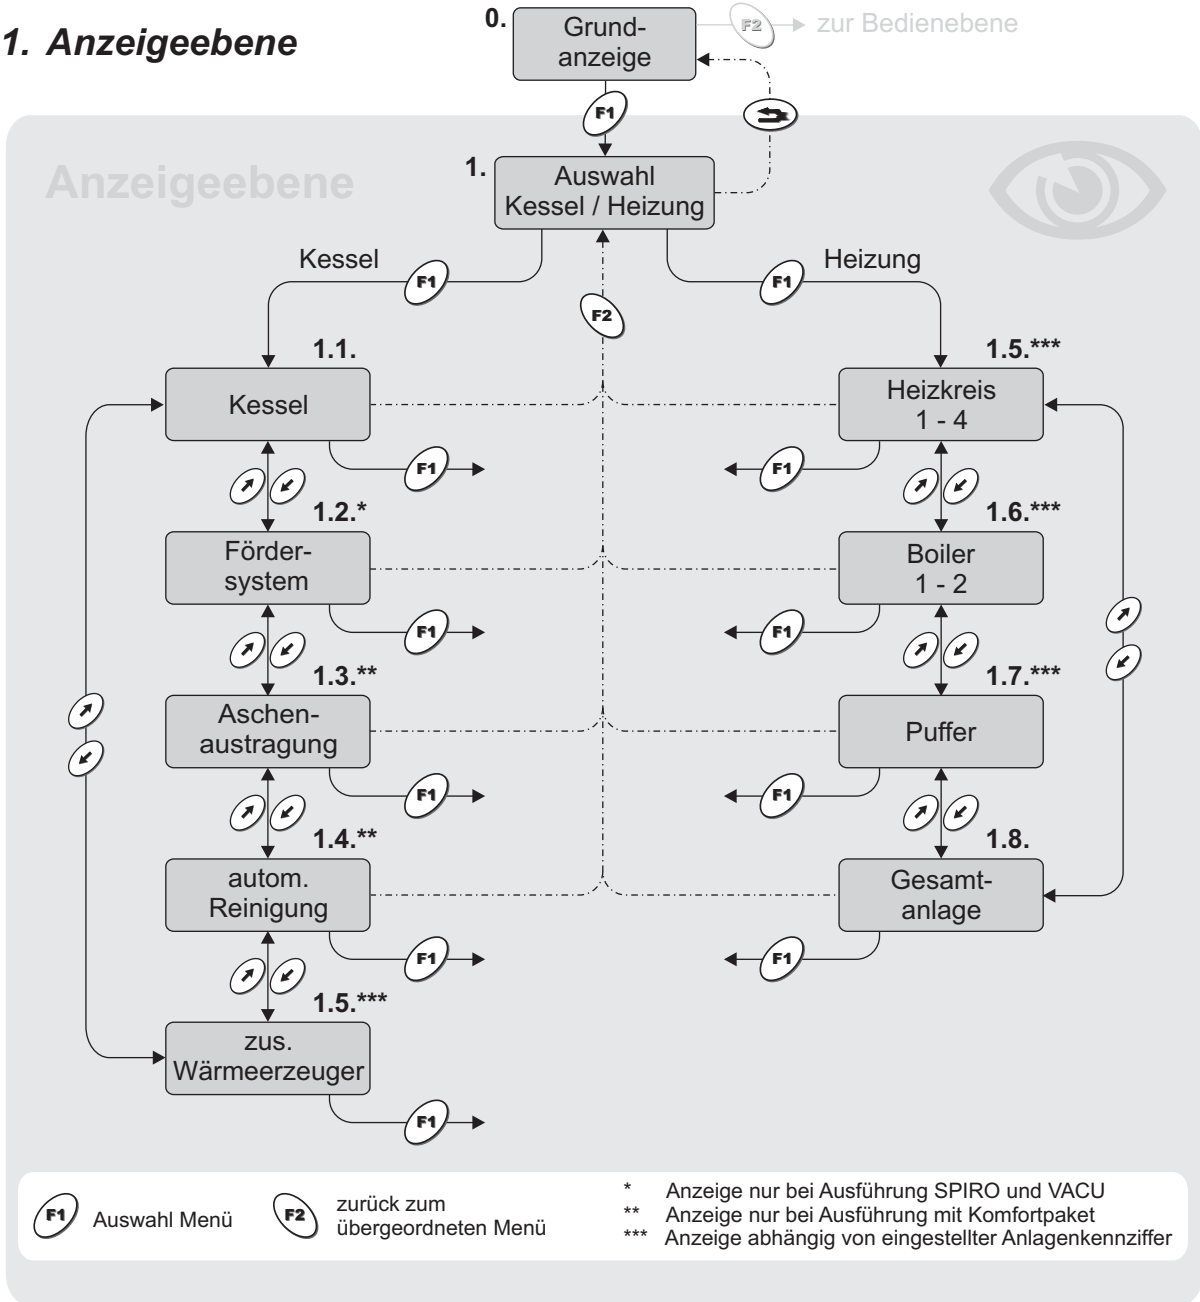 1. Anzeigeebene
0.
Grund-
anzeige
F2
zur Bedienebene
F1
Anzeigeebene
1.
Auswahl
Kessel / Heizung
Kessel
F1
F1
Heizung
F2
1.1.
Kessel
1.5.***
Heizkreis
1 - 4
F1
F1
1.2.*
Förder-
system
1.6.***
Boiler
1 - 2
F1
F1
1.3.**
Aschen-
austragung
1.7.***
Puffer
F1
F1
1.4.**
autom.
Reinigung
1.8.
Gesamt-
anlage
F1
F1
1.5.***
zus.
Wärmeerzeuger
F1
F1 Auswahl Menü
F2 zurück zum
übergeordneten Menü
* Anzeige nur bei Ausführung SPIRO und VACU
** Anzeige nur bei Ausführung mit Komfortpaket
*** Anzeige abhängig von eingestellter Anlagenkennziffer